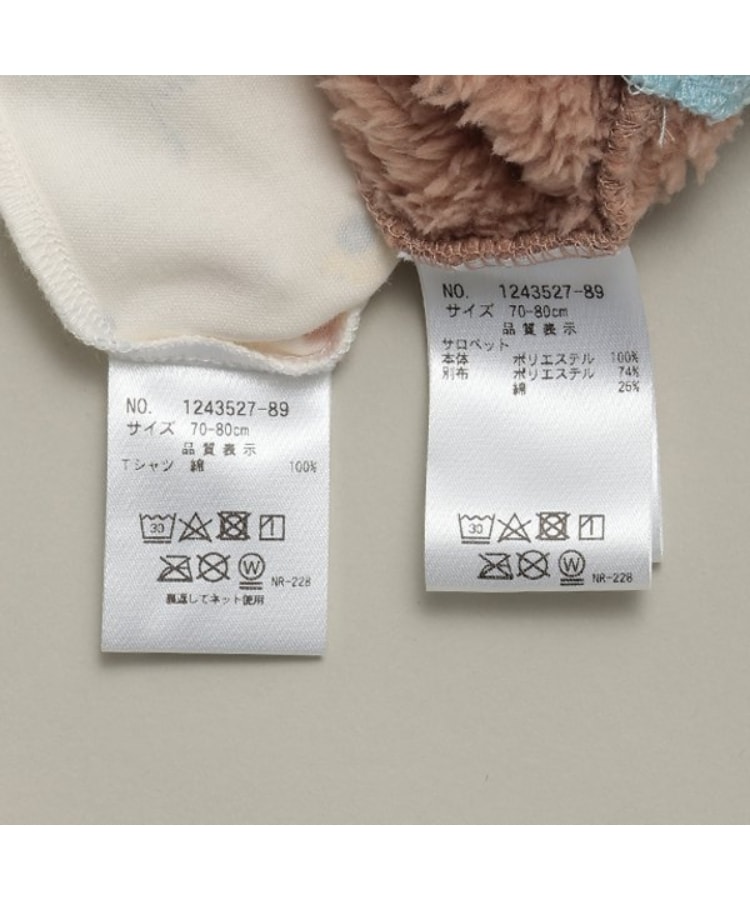 NO. 1243527-89
サイズ 70-80cm
品質表示
Tシャツ 綿 100%
30
W
NR-228
裏返してネット使用
NO. 1243527-89
サイズ 70-80cm
品質表示
サロペット
本体 ポリエステル 100%
別布 ポリエステル 74%
綿 26%
30
W
NR-228